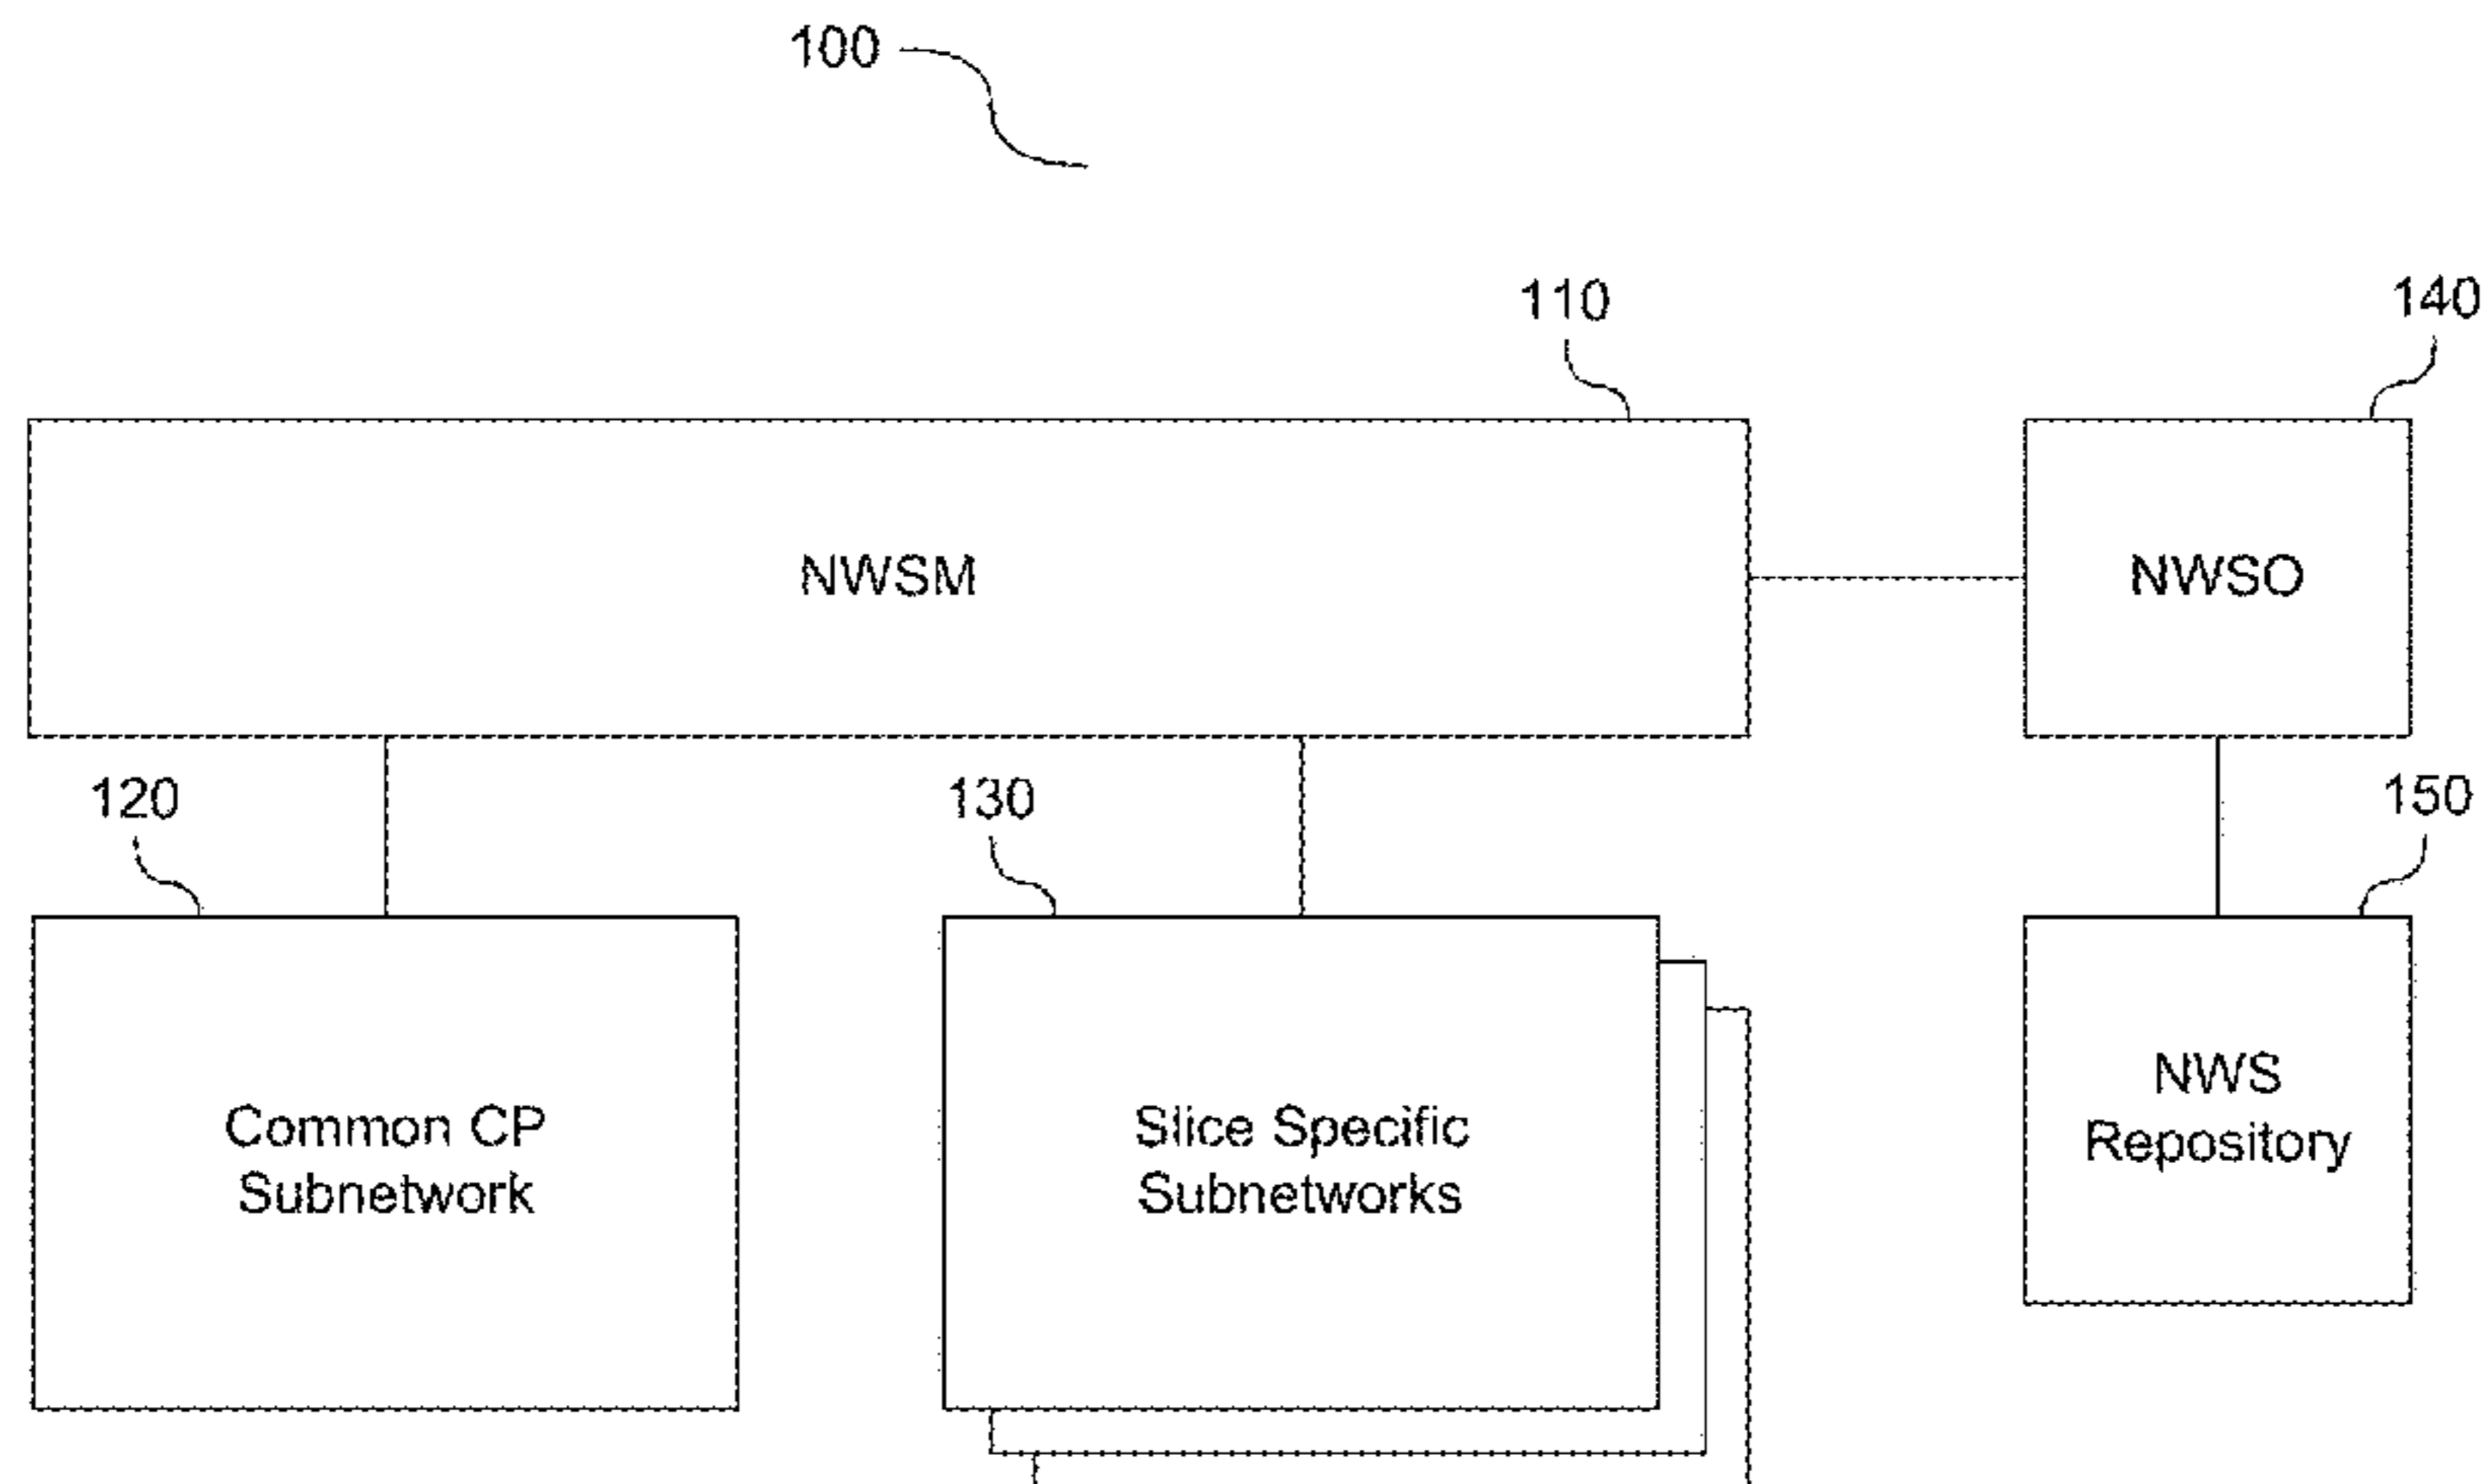 100
110
140
NWSM
NWSO
120
130
150
Common CP
Subnetwork
Slice Specific
Subnetworks
NWS
Repository